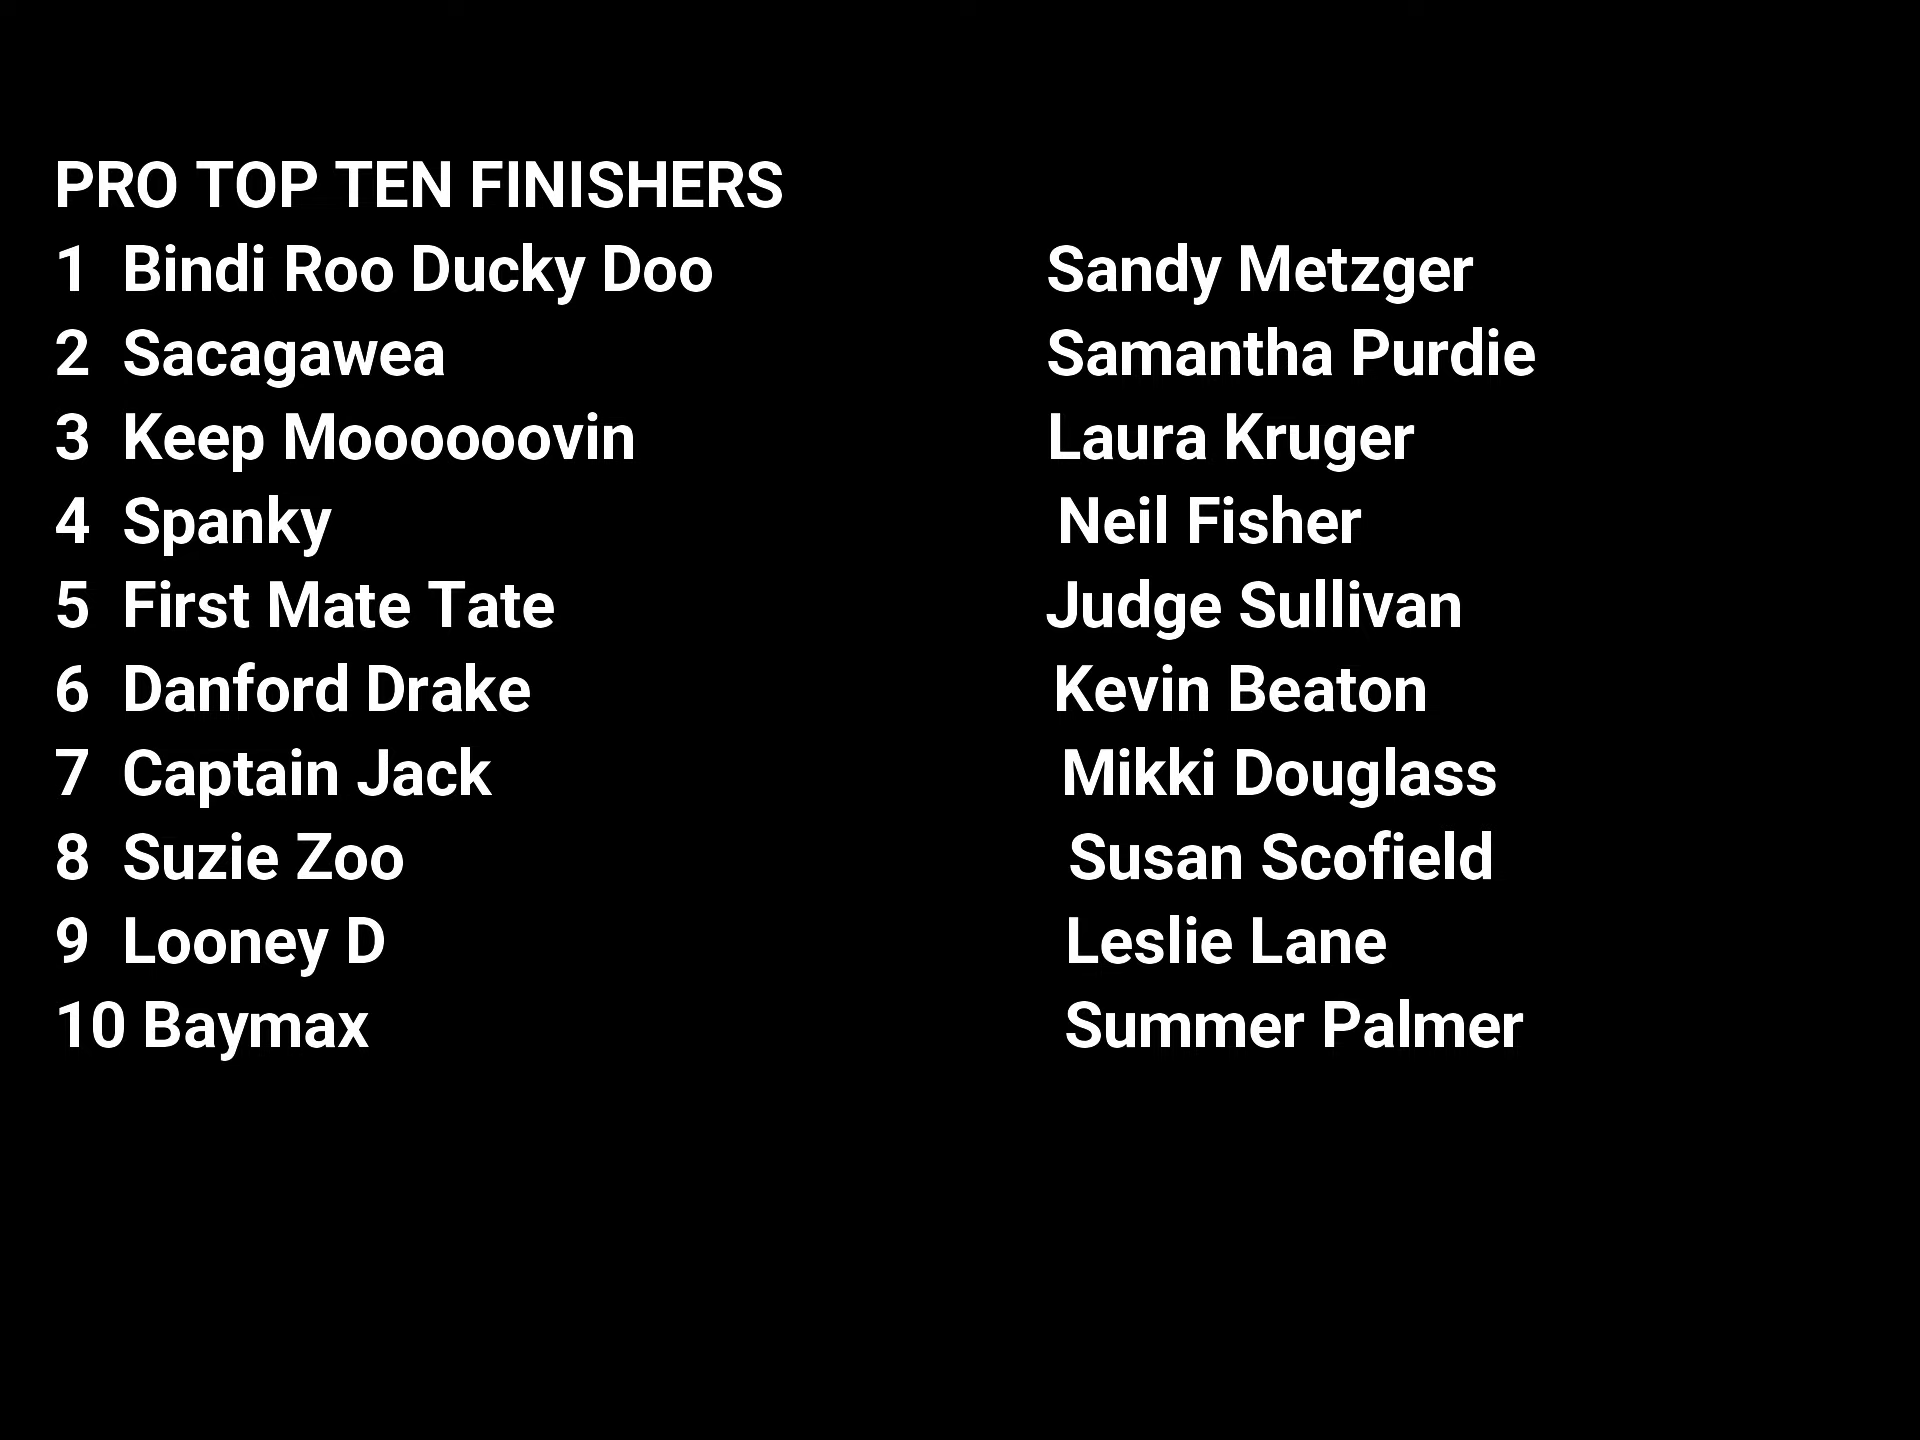 PRO TOP TEN FINISHERS
1 Bindi Roo Ducky Doo Sandy Metzger
2 Sacagawea Samantha Purdie
3 Keep Mooooooovin Laura Kruger
4 Spanky Neil Fisher
5 First Mate Tate Judge Sullivan
6 Danford Drake Kevin Beaton
7 Captain Jack Mikki Douglass
8 Suzie Zoo Susan Scofield
9 Looney D Leslie Lane
10 Baymax Summer Palmer